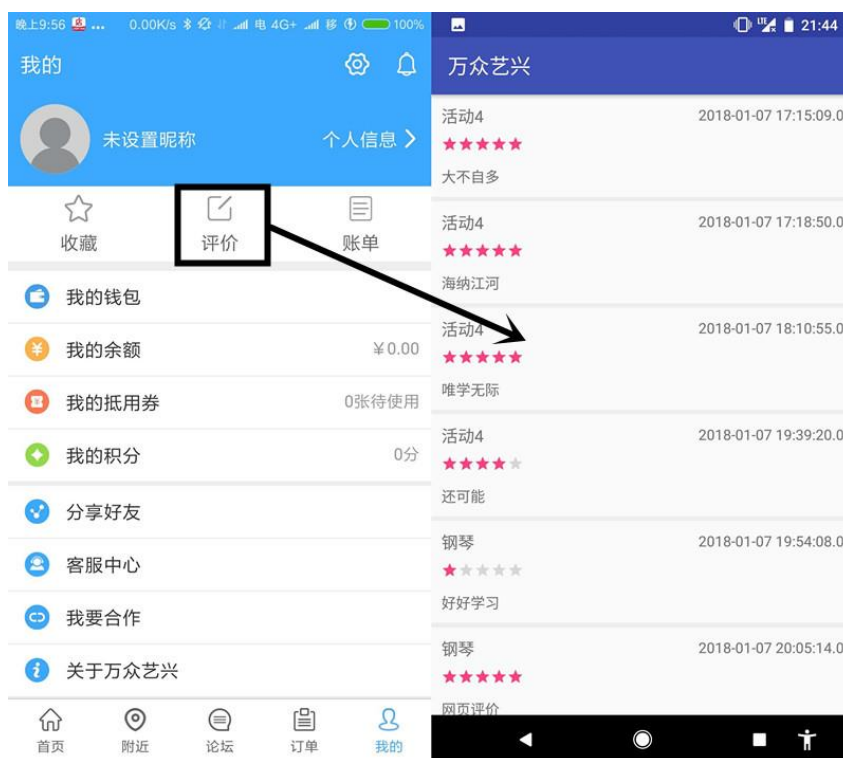 晚上9:56 ... 0.00K/s 电 4G+ 移 100%
我的
未设置昵称
个人信息
收藏
评价
账单
我的钱包
我的余额
¥0.00
我的抵用券
0张待使用
我的积分
0分
分享好友
客服中心
我要合作
关于万众艺兴
首页
附近
论坛
订单
我的
LTE 21:44
万众艺兴
活动4
2018-01-07 17:15:09.0
大不自多
活动4
2018-01-07 17:18:50.0
海纳江河
活动4
2018-01-07 18:10:55.0
唯学无际
活动4
2018-01-07 19:39:20.0
还可能
钢琴
2018-01-07 19:54:08.0
好好学习
钢琴
2018-01-07 20:05:14.0
网页评价